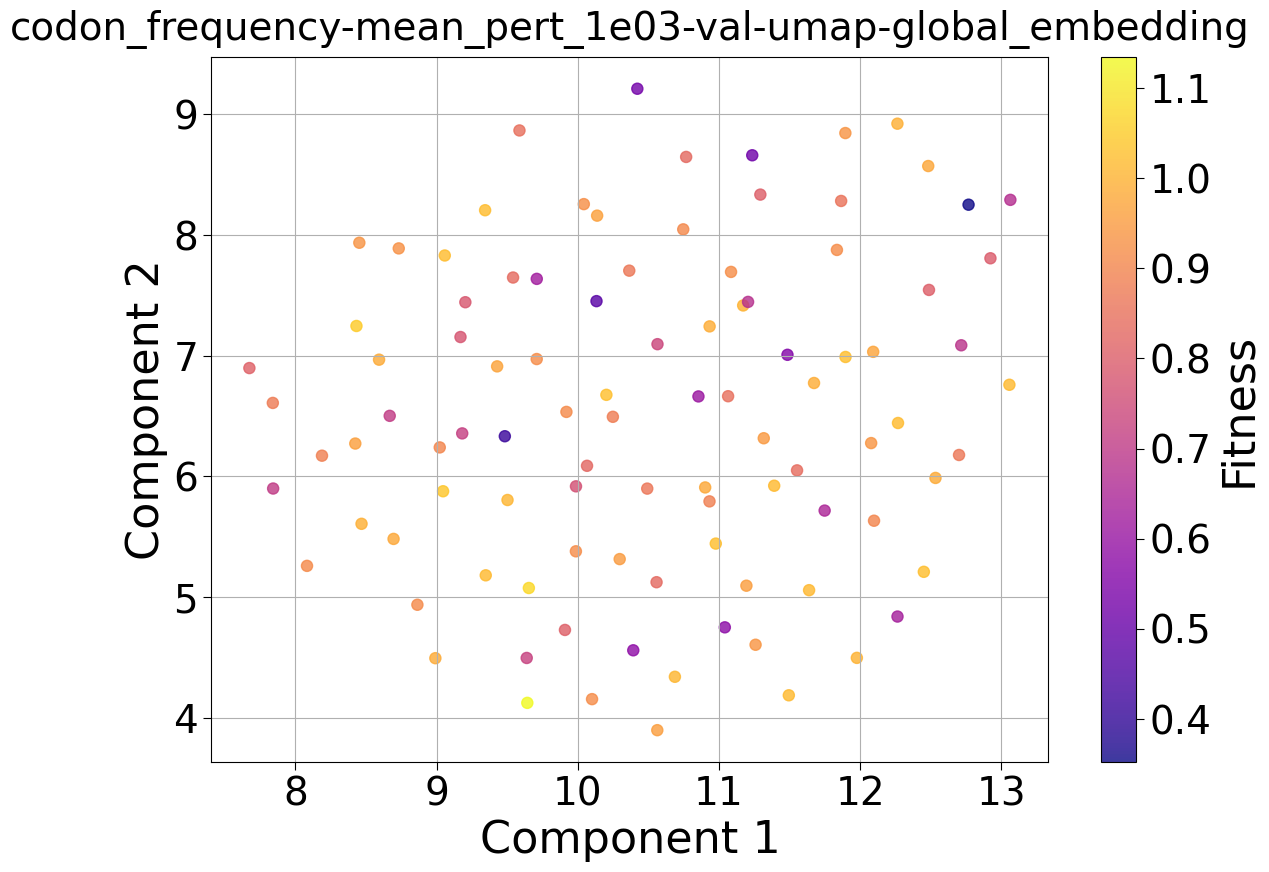 codon_frequency-mean_pert_1e03-val-umap-global_embedding
9
8
7
6
5
4
Component 2
8 9 10 11 12 13
Component 1
1.1
1.0
0.9
0.8
0.7
0.6
0.5
0.4
Fitness